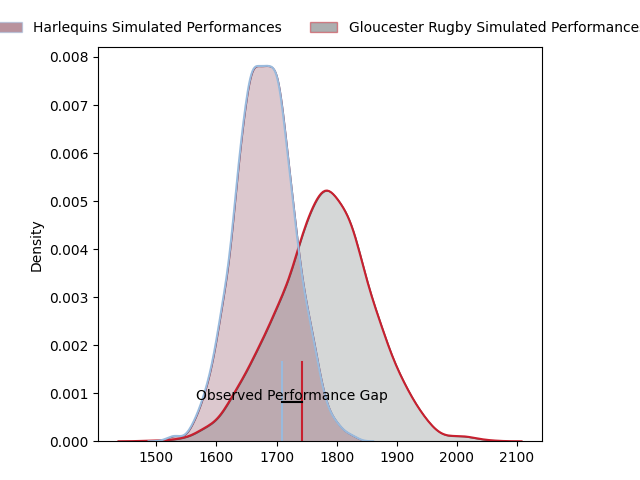 Harlequins Simulated Performances
Gloucester Rugby Simulated Performance
0.008
0.007
0.006
0.005
0.004
0.003
0.002
0.001
0.000
Density
Observed Performance Gap
1500 1600 1700 1800 1900 2000 2100